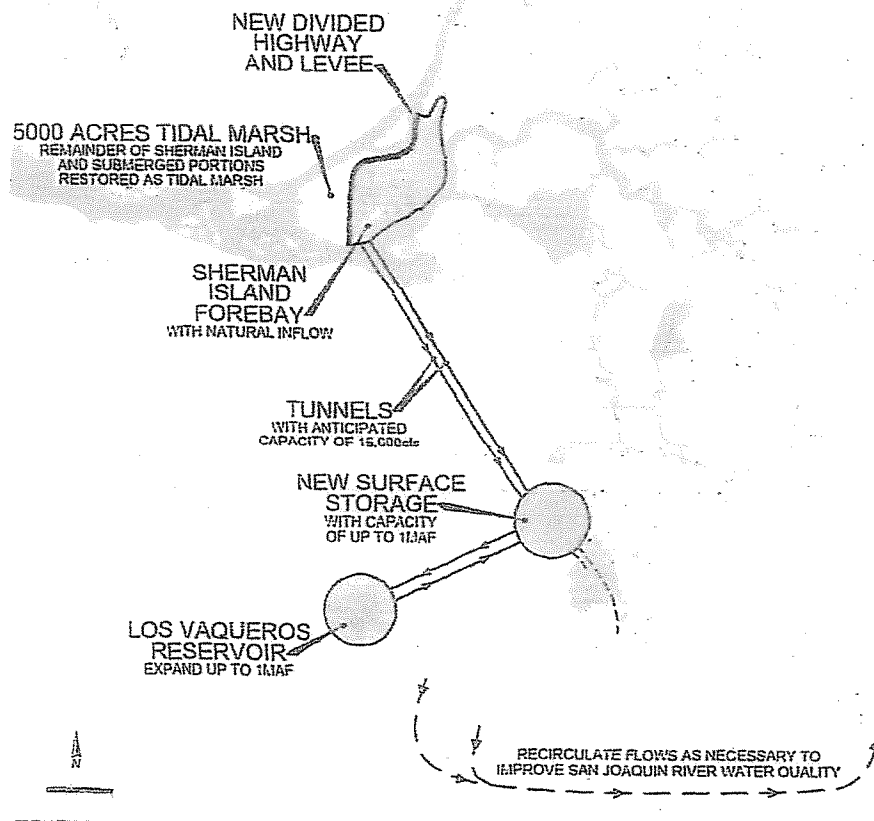 NEW DIVIDED
HIGHWAY
AND LEVEE
5000 ACRES TIDAL MARSH
REMAINDER OF SHERMAN ISLAND
AND SUBMERGED PORTIONS
RESTORED AS TIDAL MARSH
SHERMAN
ISLAND
FOREBAY
WITH NATURAL INFLOW
TUNNELS
WITH ANTICIPATED
CAPACITY OF 15,000cfs
NEW SURFACE
STORAGE
WITH CAPACITY
OF UP TO 1MAF
LOS VAQUEROS
RESERVOIR
EXPAND UP TO 1MAF
N
RECIRCULATE FLOWS AS NECESSARY TO
IMPROVE SAN JOAQUIN RIVER WATER QUALITY